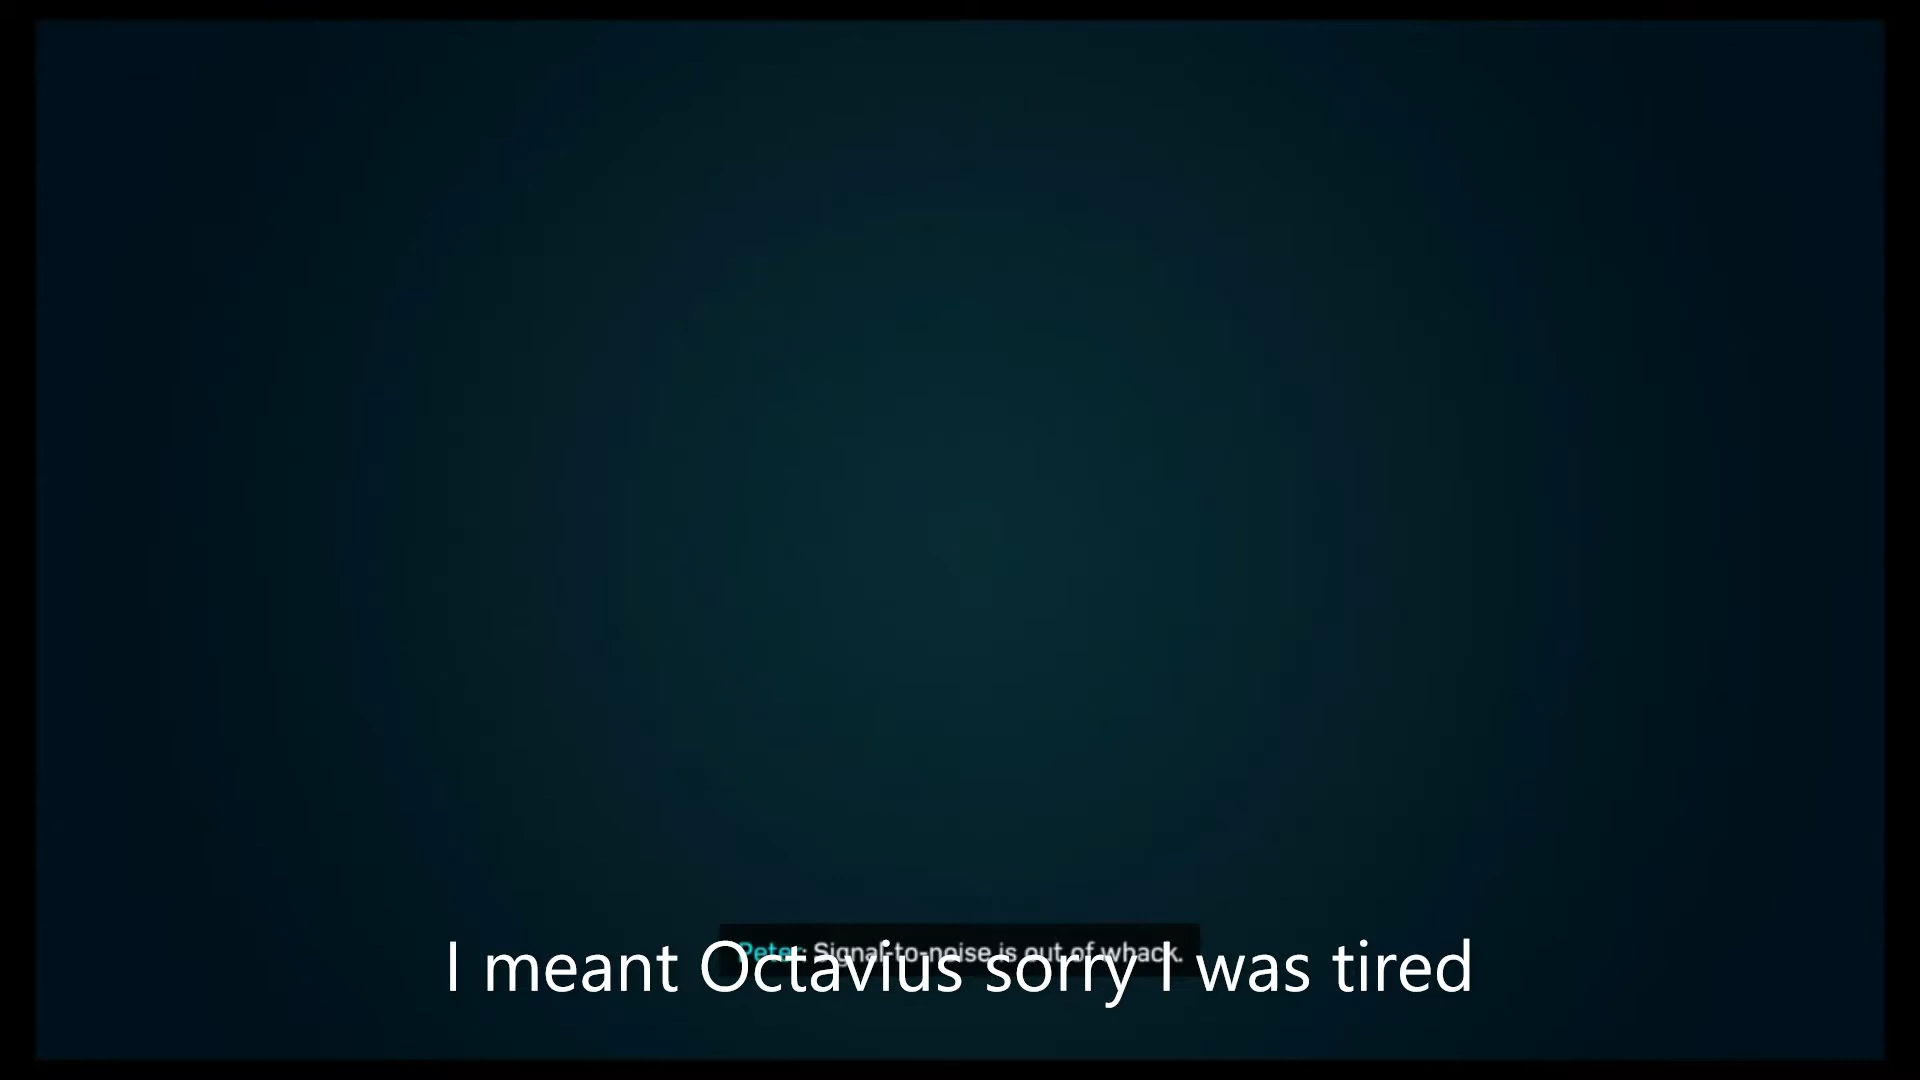 Peter: Signal-to-noise is out of whack.
I meant Octavius sorry I was tired